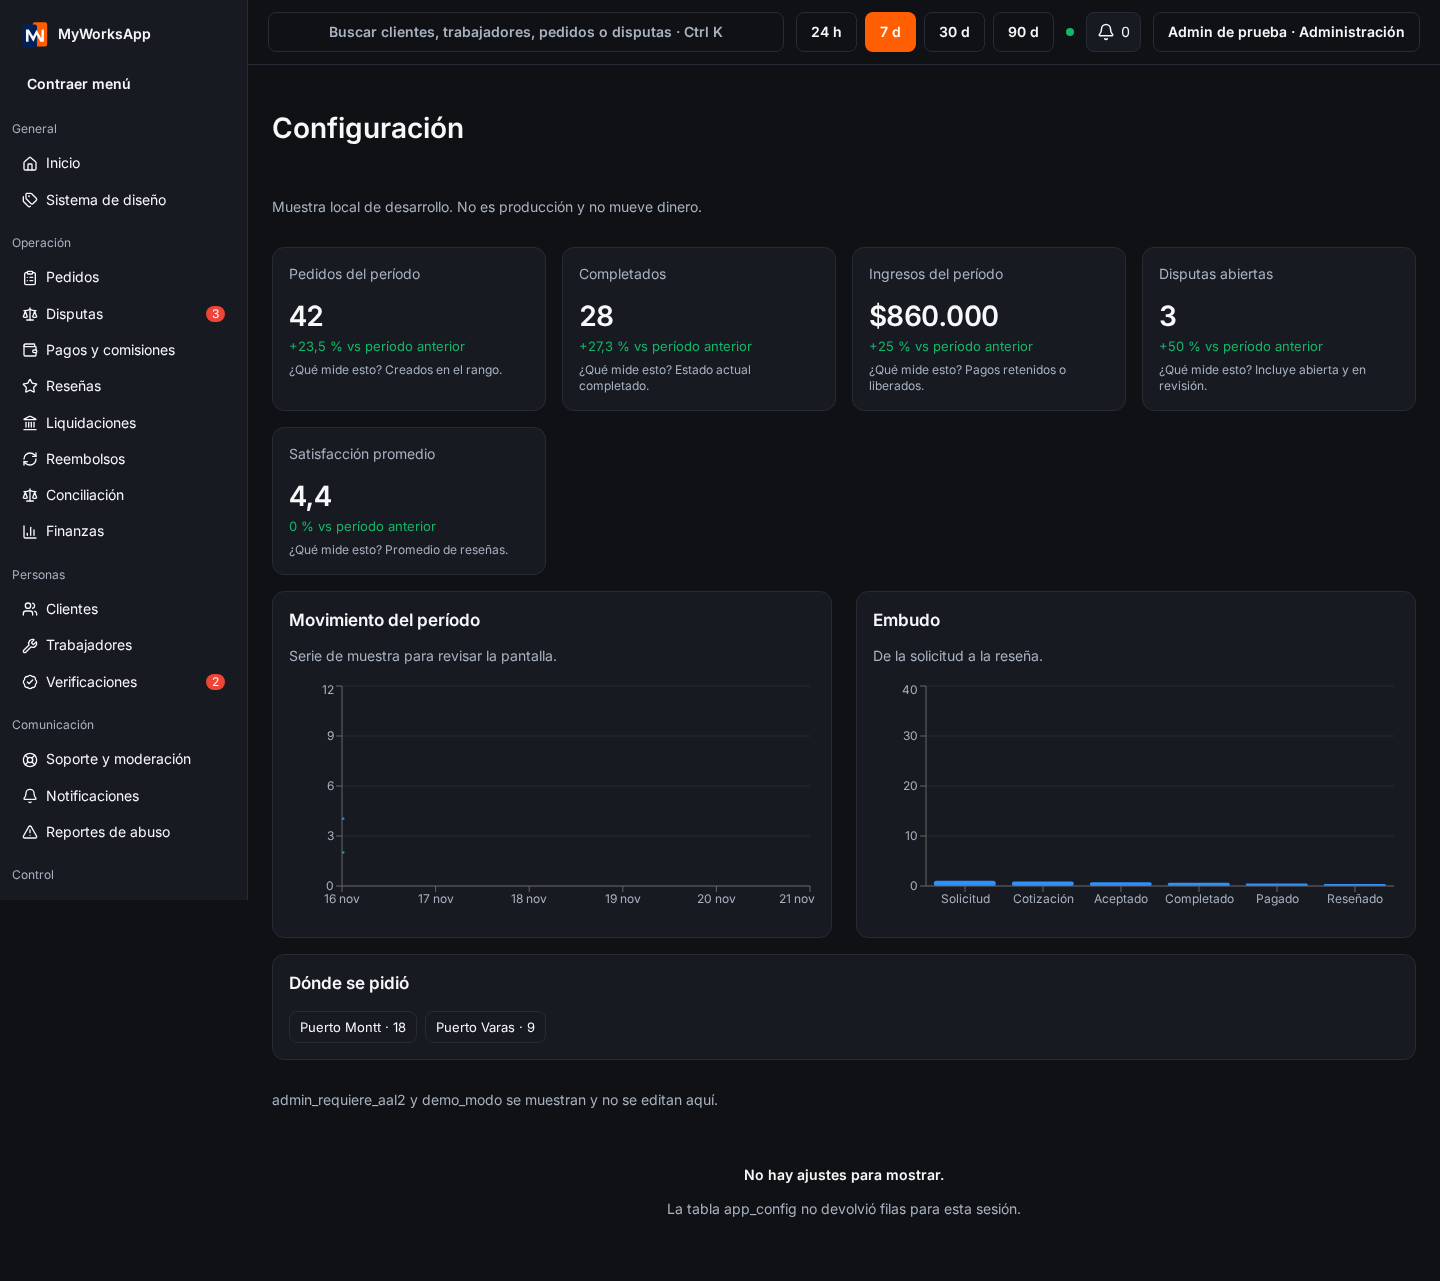 MyWorksApp
Contraer menú
General
Inicio
Sistema de diseño
Operación
Pedidos
Disputas 3
Pagos y comisiones
Reseñas
Liquidaciones
Reembolsos
Conciliación
Finanzas
Personas
Clientes
Trabajadores
Verificaciones 2
Comunicación
Soporte y moderación
Notificaciones
Reportes de abuso
Control
Buscar clientes, trabajadores, pedidos o disputas · Ctrl K
24 h
7 d
30 d
90 d
0
Admin de prueba · Administración
Configuración
Muestra local de desarrollo. No es producción y no mueve dinero.
Pedidos del período
42
+23,5 % vs período anterior
¿Qué mide esto? Creados en el rango.
Completados
28
+27,3 % vs período anterior
¿Qué mide esto? Estado actual
completado.
Ingresos del período
$860.000
+25 % vs período anterior
¿Qué mide esto? Pagos retenidos o
liberados.
Disputas abiertas
3
+50 % vs período anterior
¿Qué mide esto? Incluye abierta y en
revisión.
Satisfacción promedio
4,4
0 % vs período anterior
¿Qué mide esto? Promedio de reseñas.
Movimiento del período
Serie de muestra para revisar la pantalla.
12
9
6
3
0
16 nov 17 nov 18 nov 19 nov 20 nov 21 nov
Embudo
De la solicitud a la reseña.
40
30
20
10
0
Solicitud Cotización Aceptado Completado Pagado Reseñado
Dónde se pidió
Puerto Montt · 18
Puerto Varas · 9
admin_requiere_aal2 y demo_modo se muestran y no se editan aquí.
No hay ajustes para mostrar.
La tabla app_config no devolvió filas para esta sesión.